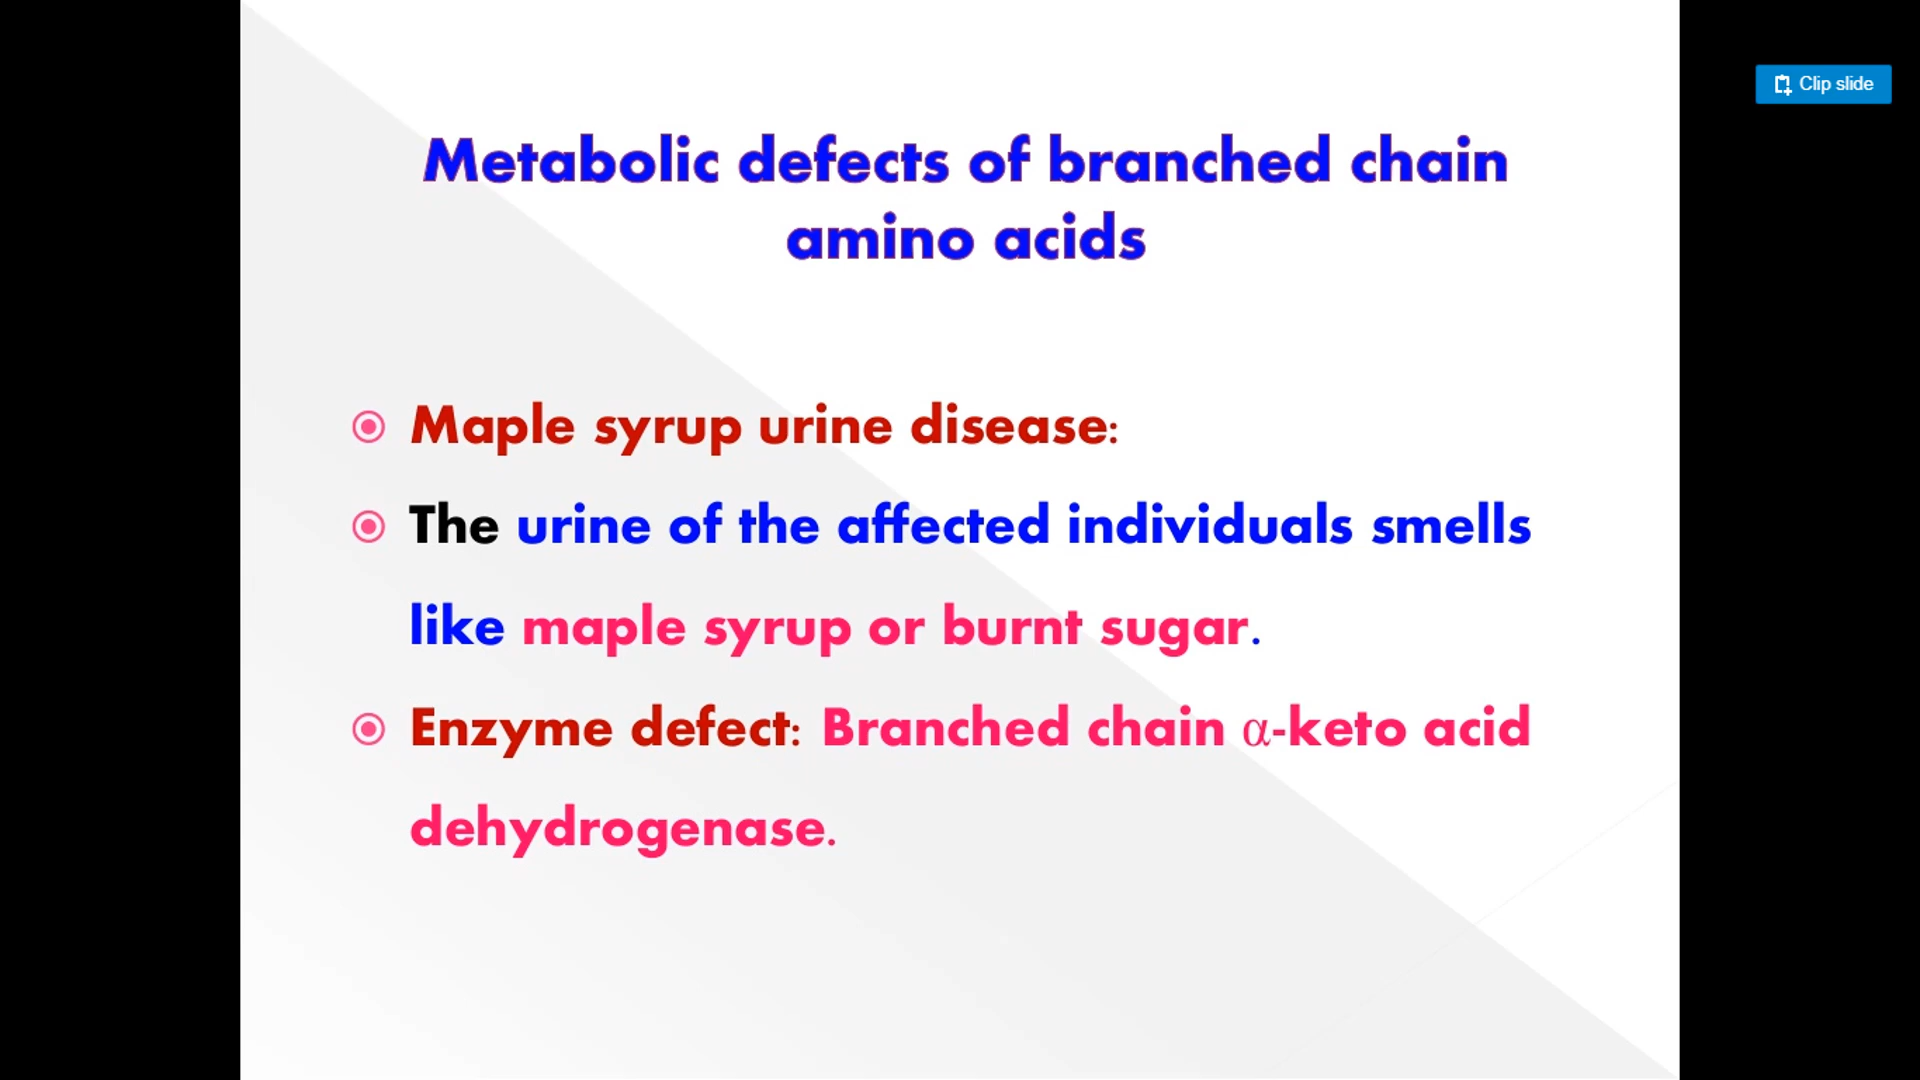 Clip slide
Metabolic defects of branched chain
amino acids
Maple syrup urine disease:
The urine of the affected individuals smells
like maple syrup or burnt sugar.
Enzyme defect: Branched chain α-keto acid
dehydrogenase.